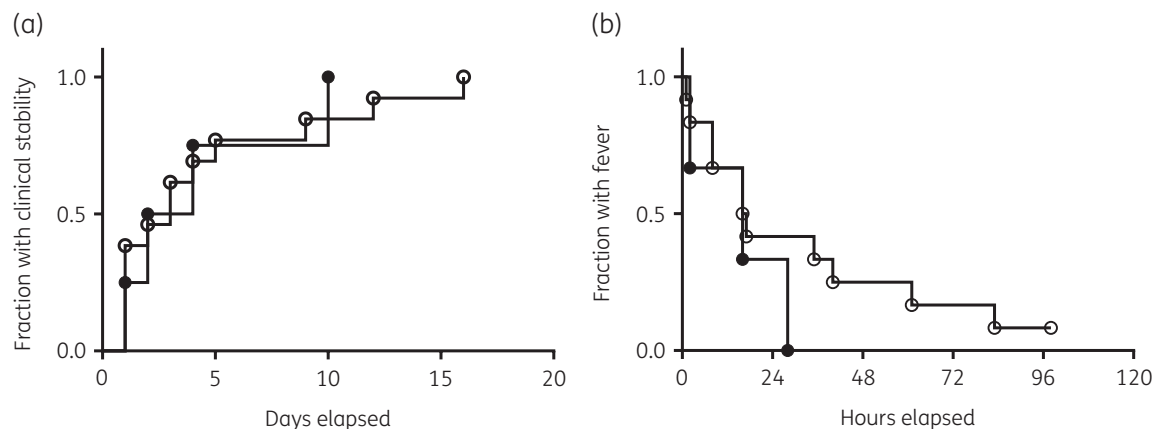 (a)
Fraction with clinical stability
1.0
0.5
0.0
0 5 10 15 20
Days elapsed
(b)
Fraction with fever
1.0
0.5
0.0
0 24 48 72 96 120
Hours elapsed